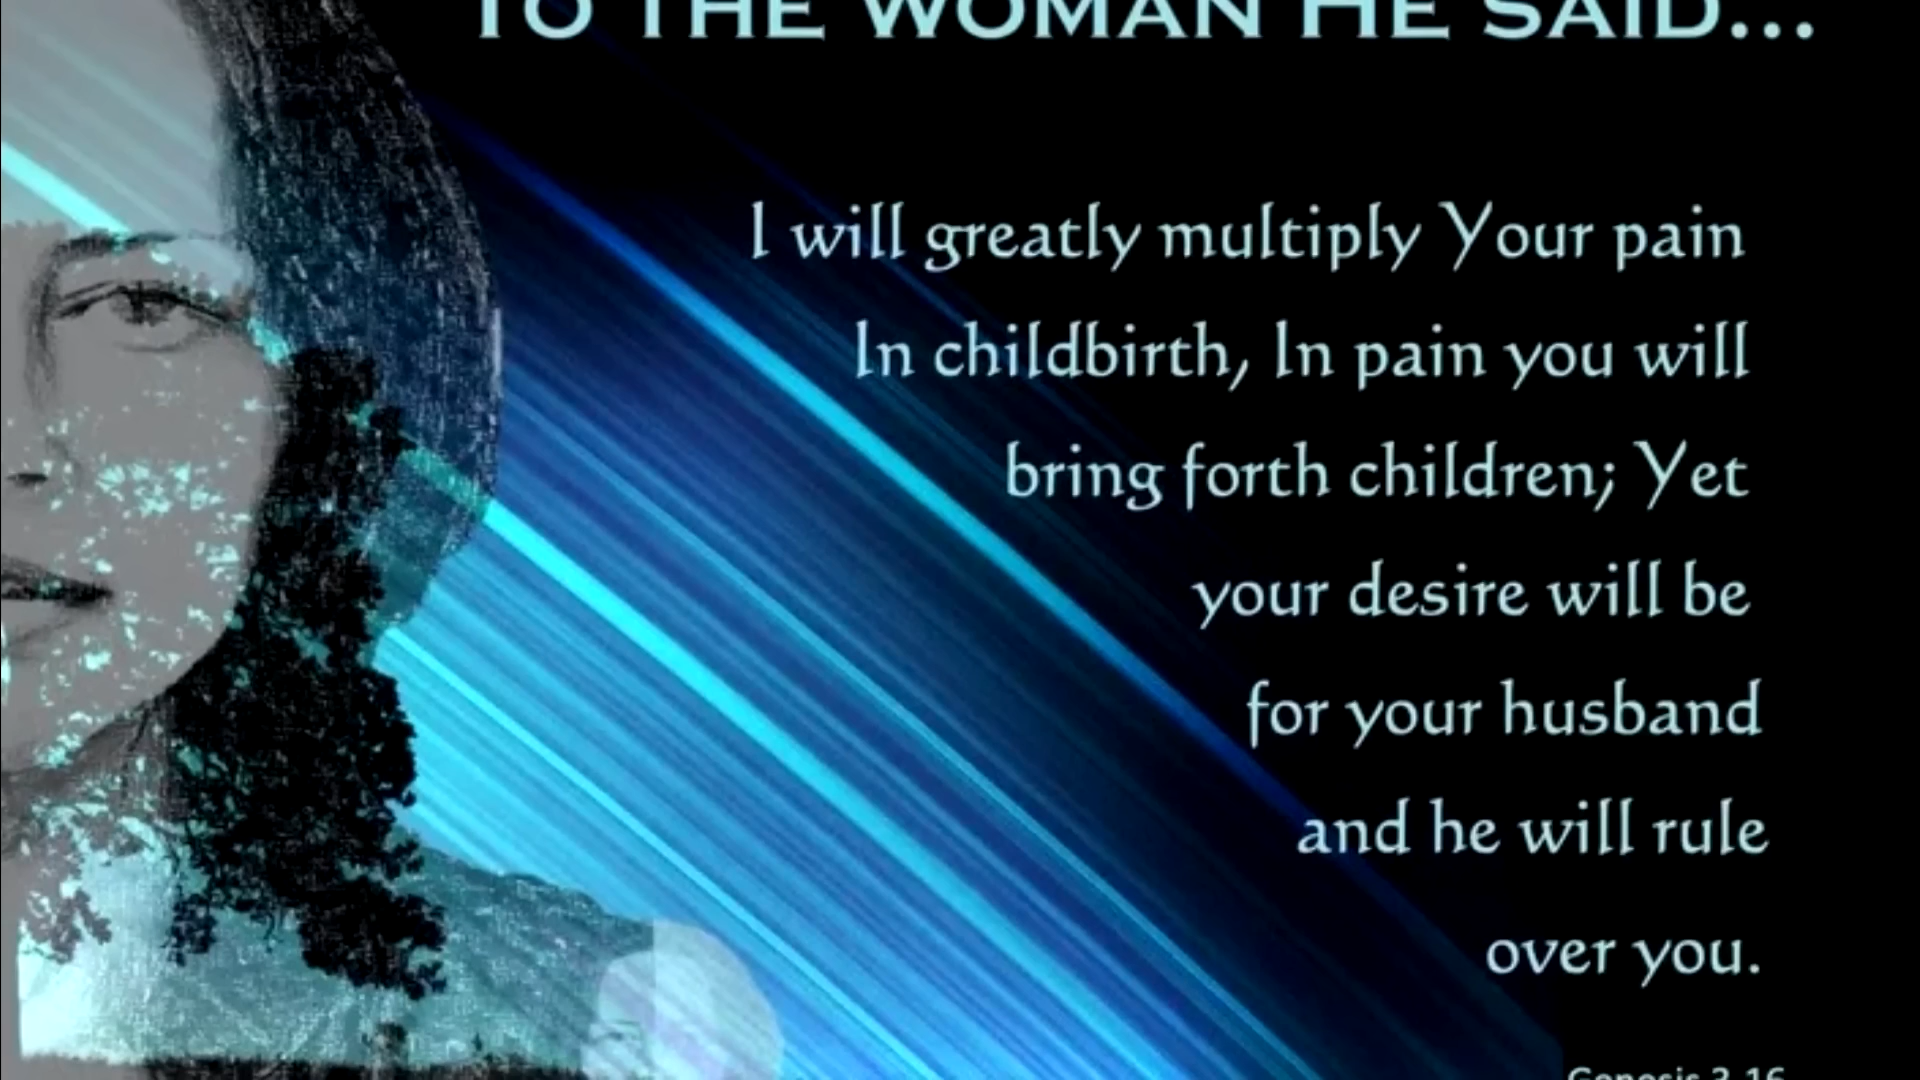 TO THE WOMAN HE SAID...
I will greatly multiply Your pain
In childbirth, In pain you will
bring forth children; Yet
your desire will be
for your husband
and he will rule
over you.
Genesis 3-16